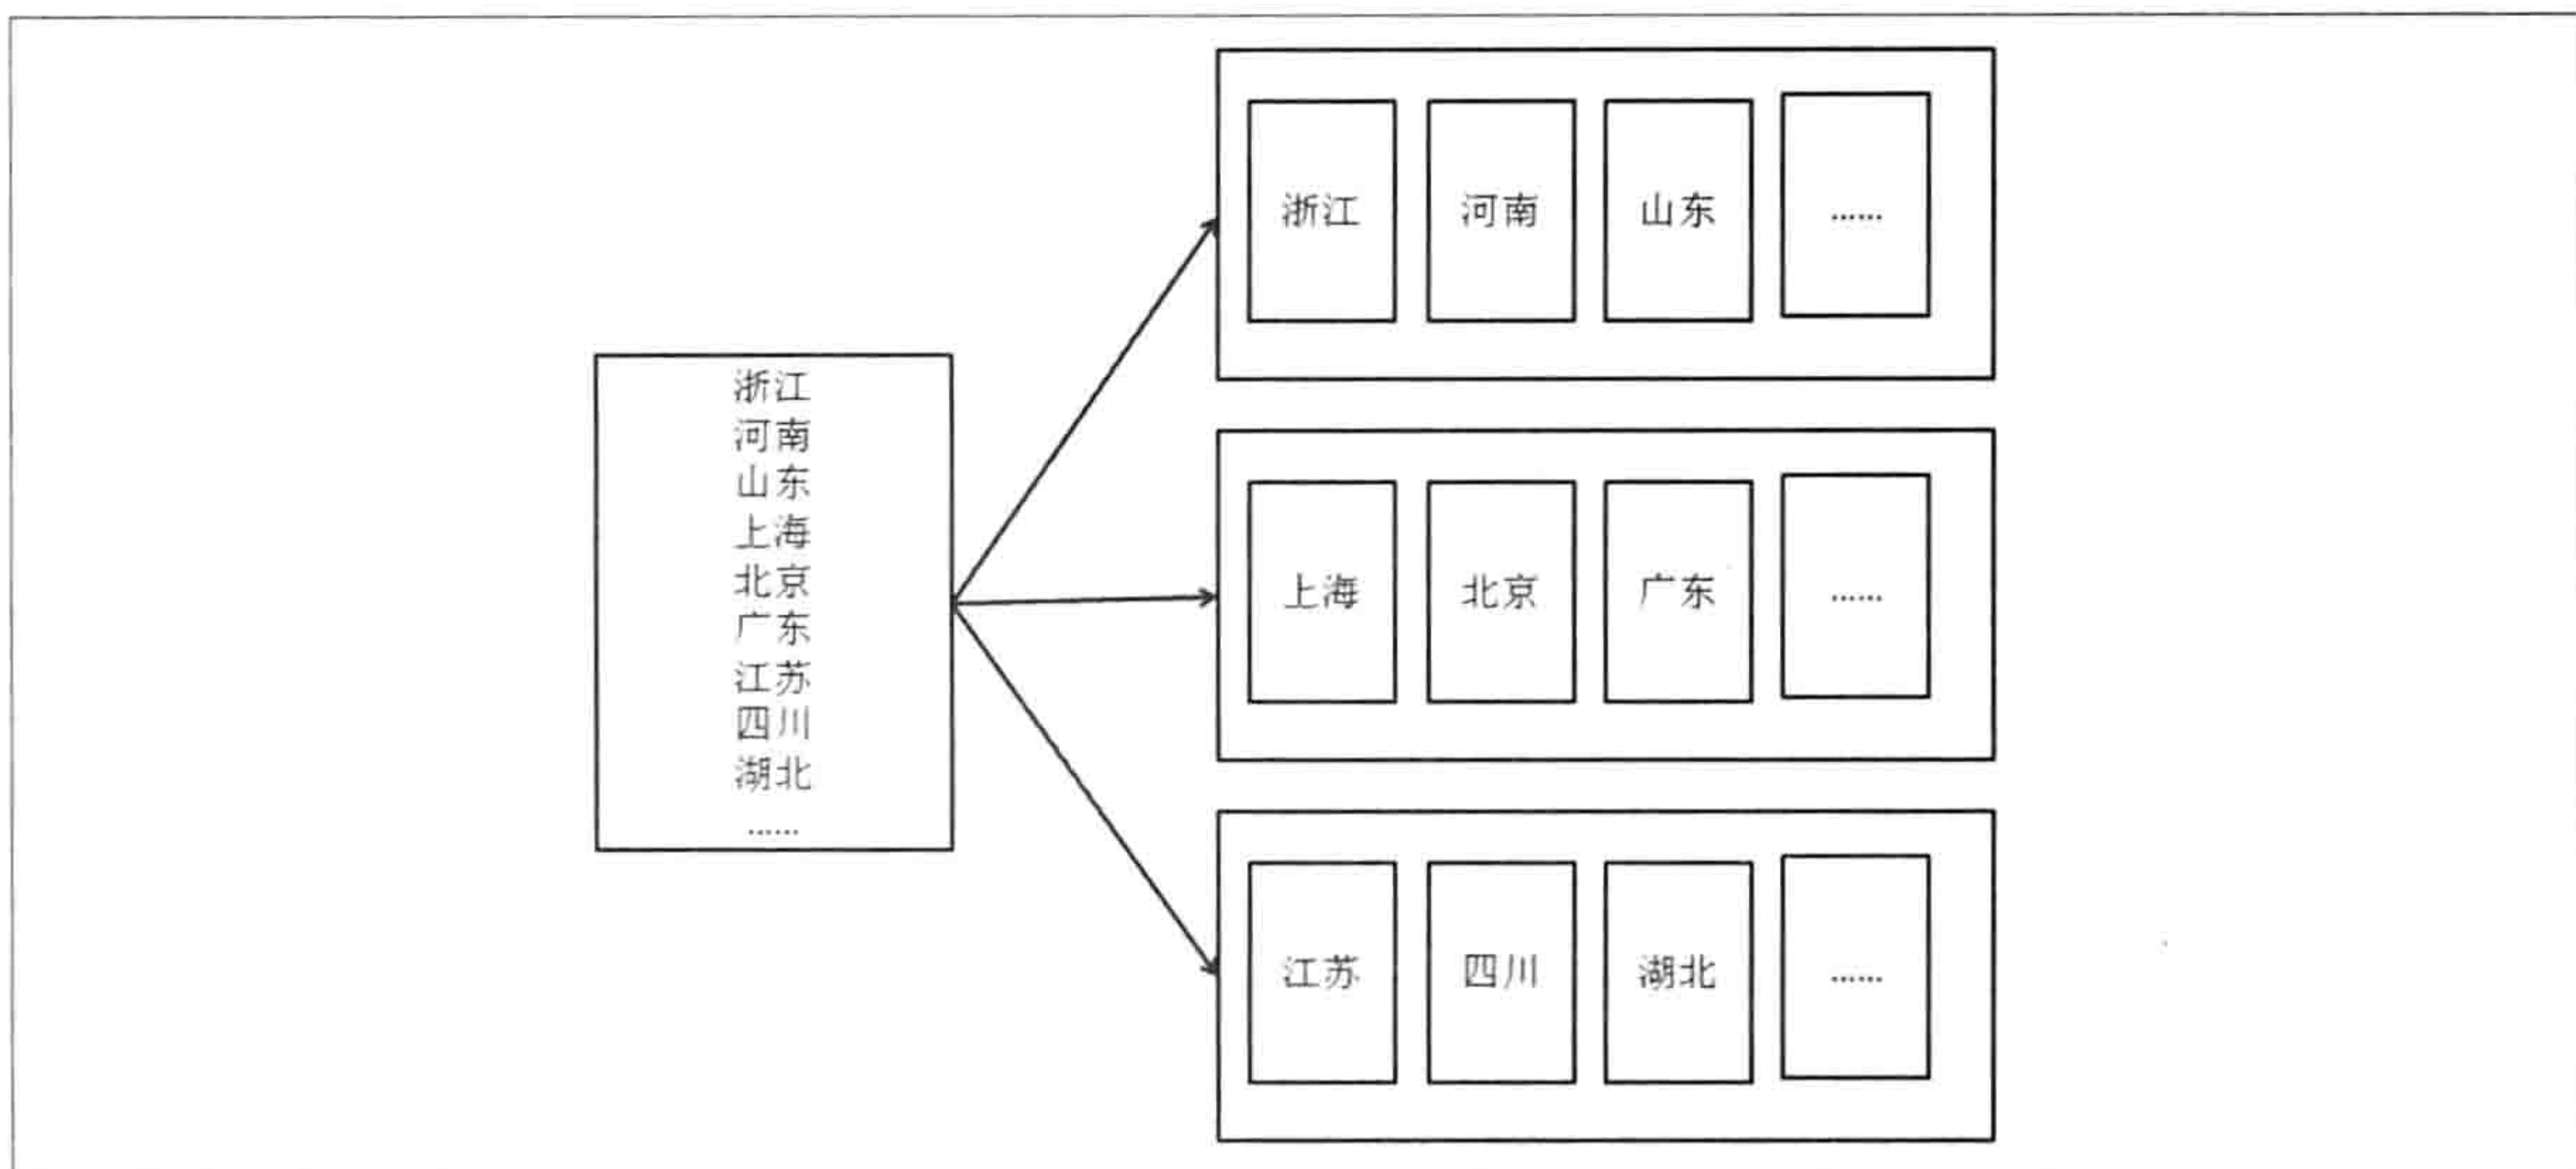 浙江
河南
山东
上海
北京
广东
江苏
四川
湖北
……
浙江 河南 山东 ……
上海 北京 广东 ……
江苏 四川 湖北 ……